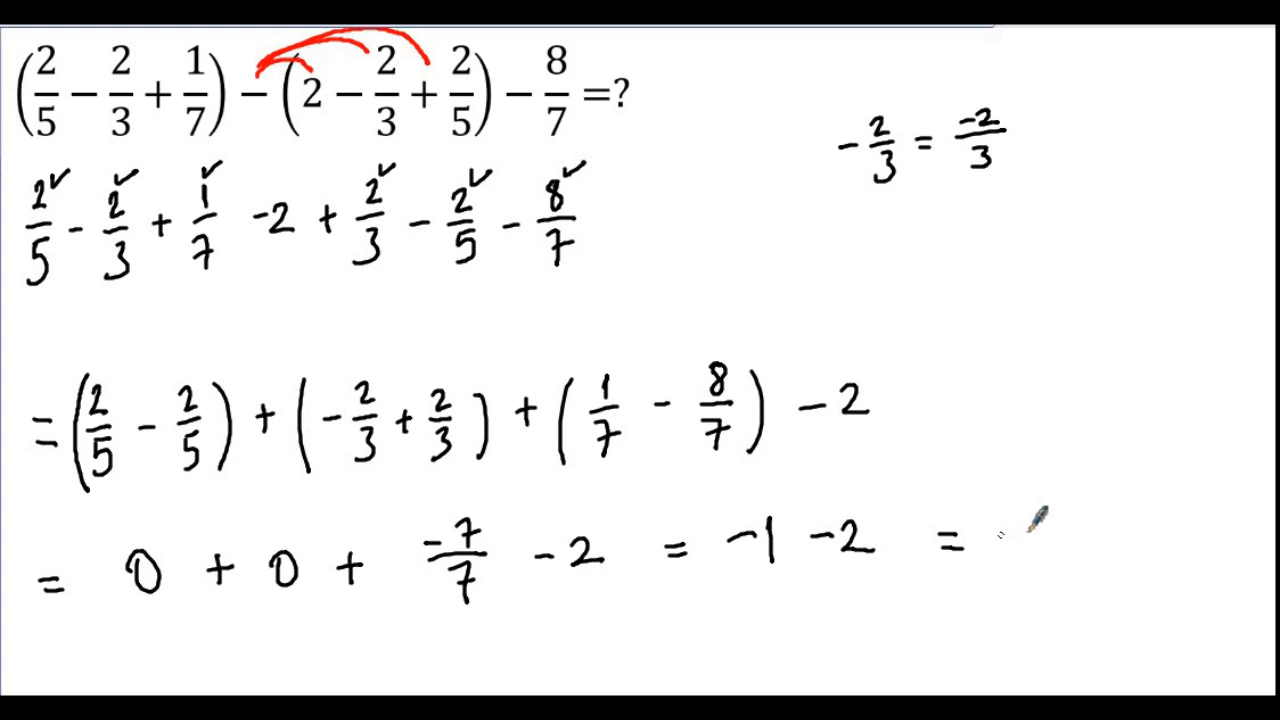 (2/5 − 2/3 + 1/7) − (2 − 2/3 + 2/5) − 8/7 =?
-2/3 = -2/3
2/5 - 2/3 + 1/7 -2 + 2/3 - 2/5 - 8/7
= (2/5 - 2/5) + (-2/3 + 2/3) + (1/7 - 8/7) - 2
= 0 + 0 + -7/7 - 2 = -1 -2 =